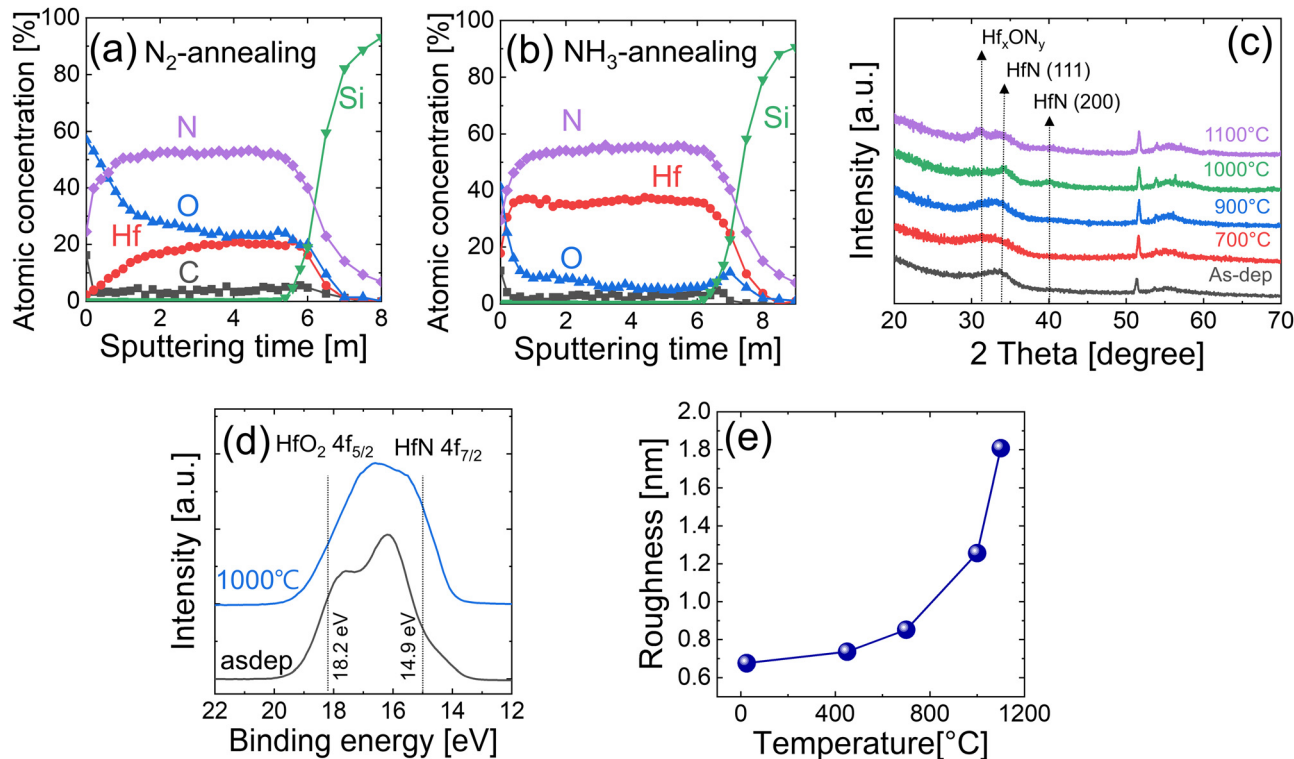 (a) N₂-annealing
Atomic concentration [%]
100
80
60
40
20
0
N
O
Hf
C
Si
0 2 4 6 8
Sputtering time [m]
(b) NH₃-annealing
Atomic concentration [%]
100
80
60
40
20
0
N
Hf
O
C
Si
0 2 4 6 8
Sputtering time [m]
(c)
Intensity [a.u.]
HfₓONᵧ
HfN (111)
HfN (200)
1100°C
1000°C
900°C
700°C
As-dep
20 30 40 50 60 70
2 Theta [degree]
(d)
Intensity [a.u.]
HfO₂ 4f₅/₂ HfN 4f₇/₂
1000℃
asdep
18.2 eV
14.9 eV
22 20 18 16 14 12
Binding energy [eV]
(e)
Roughness [nm]
2.0
1.8
1.6
1.4
1.2
1.0
0.8
0.6
0 400 800 1200
Temperature[°C]